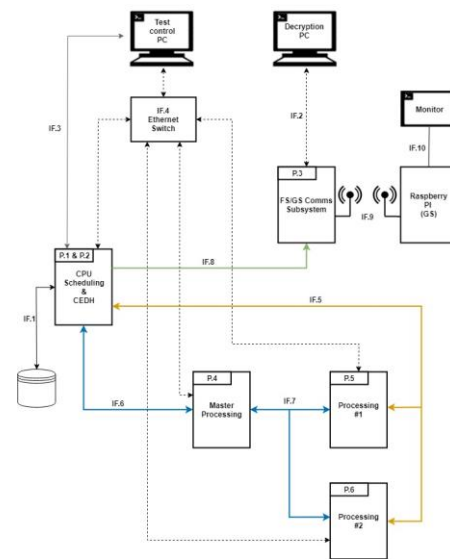 Test
control
PC
Decryption
PC
IF.4
Ethernet
Switch
IF.3
IF.2
Monitor
IF.10
P.3
FS/GS Comms
Subsystem
IF.9
Raspberry
PI
(GS)
P.1 & P.2
CPU
Scheduling
&
CEDH
IF.8
IF.5
IF.1
IF.6
P.4
Master
Processing
IF.7
P.5
Processing
#1
P.6
Processing
#2